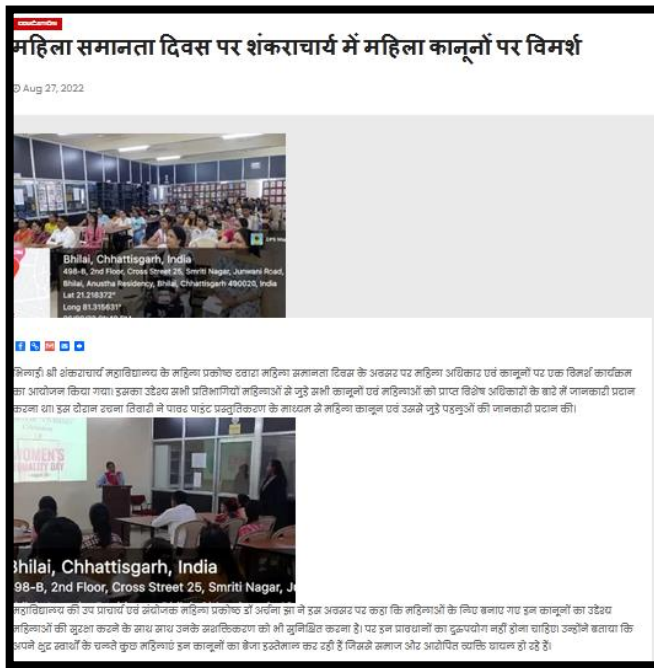 EDUCATION
महिला समानता दिवस पर शंकराचार्य में महिला कानूनों पर विमर्श
Aug 27, 2022
GPS Map
Bhilai, Chhattisgarh, India
498-B, 2nd Floor, Cross Street 25, Smriti Nagar, Junwani Road,
Bhilai, Anustha Residency, Bhilai, Chhattisgarh 490020, India
Lat 21.218372°
Long 81.315631°
भिलाई। श्री शंकराचार्य महाविद्यालय के महिला प्रकोष्ठ द्वारा महिला समानता दिवस के अवसर पर महिला अधिकार एवं कानूनों पर एक विमर्श कार्यक्रम
का आयोजन किया गया। इसका उद्देश्य सभी प्रतिभागियों महिलाओं से जुड़े सभी कानूनों एवं महिलाओं को प्राप्त विशेष अधिकारों के बारे में जानकारी प्रदान
करना था। इस दौरान रचना तिवारी ने पावर पाइंट प्रस्तुतिकरण के माध्यम से महिला कानून एवं उससे जुड़े पहलुओं की जानकारी प्रदान की।
WOMEN'S
EQUALITY DAY
Bhilai, Chhattisgarh, India
98-B, 2nd Floor, Cross Street 25, Smriti Nagar, Ju
महाविद्यालय की उप प्राचार्य एवं संयोजक महिला प्रकोष्ठ डॉ अर्चना झा ने इस अवसर पर कहा कि महिलाओं के लिए बनाए गए इन कानूनों का उद्देश्य
महिलाओं की सुरक्षा करने के साथ साथ उनके सशक्तिकरण को भी सुनिश्चित करना है। पर इन प्रावधानों का दुरुपयोग नहीं होना चाहिए। उन्होंने बताया कि
अपने क्षुद्र स्वार्थों के चलते कुछ महिलाएं इन कानूनों का बेजा इस्तेमाल कर रही हैं जिससे समाज और आरोपित व्यक्ति घायल हो रहे हैं।